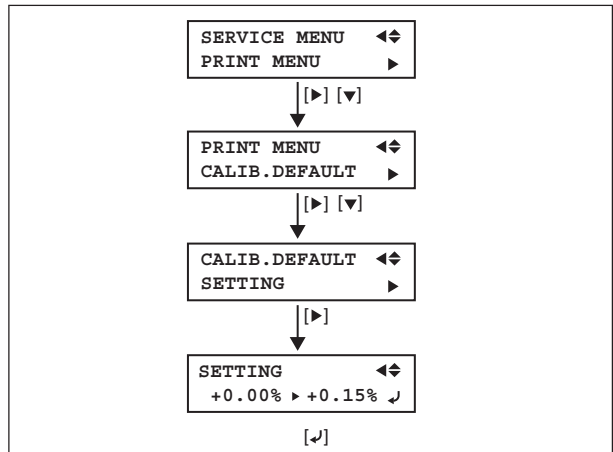 SERVICE MENU ◀◆
PRINT MENU ▶
[▶] [▼]
PRINT MENU ◀◆
CALIB.DEFAULT ▶
[▶] [▼]
CALIB.DEFAULT ◀◆
SETTING ▶
[▶]
SETTING ◀◆
+0.00% ▶ +0.15% ↲
[↲]